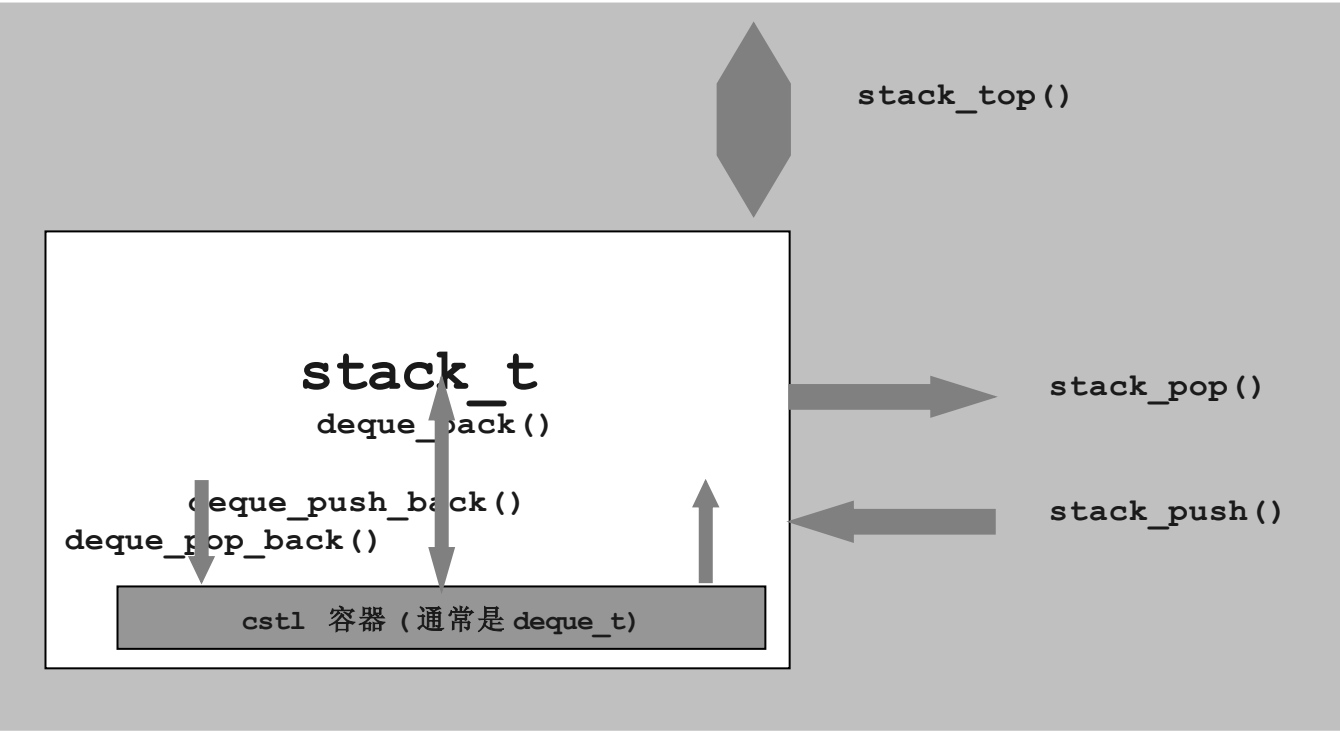 stack_top()
stack_t
stack_pop()
deque_back()
deque_push_back()
stack_push()
deque_pop_back()
cstl 容器 (通常是 deque_t)